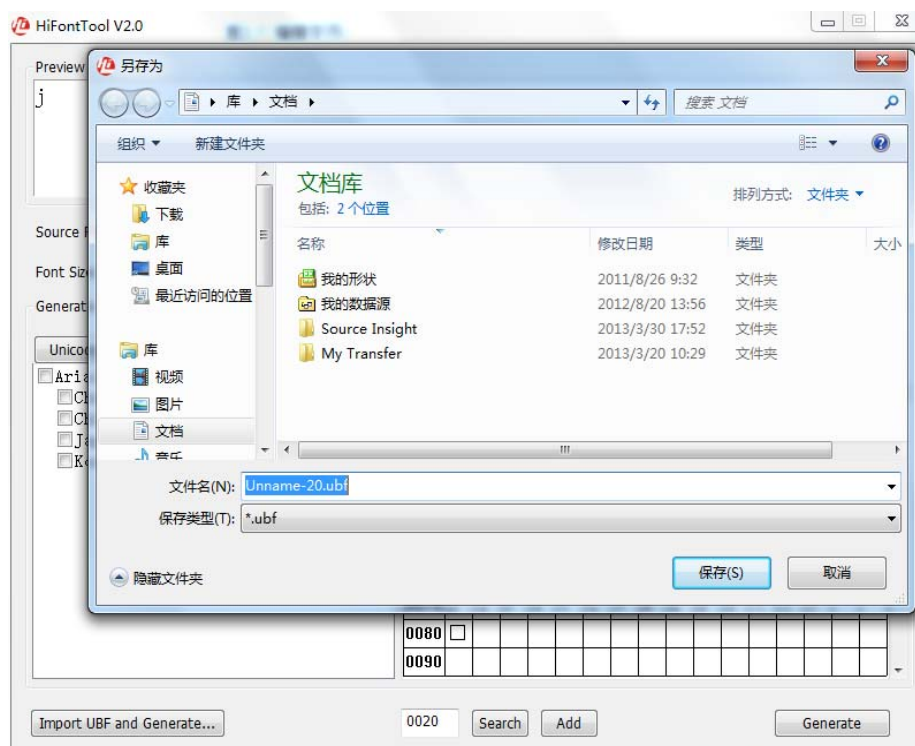 HiFontTool V2.0
Preview
另存为
j
库 文档
搜索 文档
组织 新建文件夹
收藏夹
下载
库
桌面
最近访问的位置
库
视频
图片
文档
音乐
文档库
包括: 2 个位置
排列方式: 文件夹
名称 修改日期 类型 大小
我的形状 2011/8/26 9:32 文件夹
我的数据源 2012/8/20 13:56 文件夹
Source Insight 2013/3/30 17:52 文件夹
My Transfer 2013/3/20 10:29 文件夹
Source
Font Siz
Generat
Unico
Aria
文件名(N): Unname-20.ubf
保存类型(T): *.ubf
隐藏文件夹
保存(S) 取消
0080
0090
Import UBF and Generate...
0020 Search Add Generate